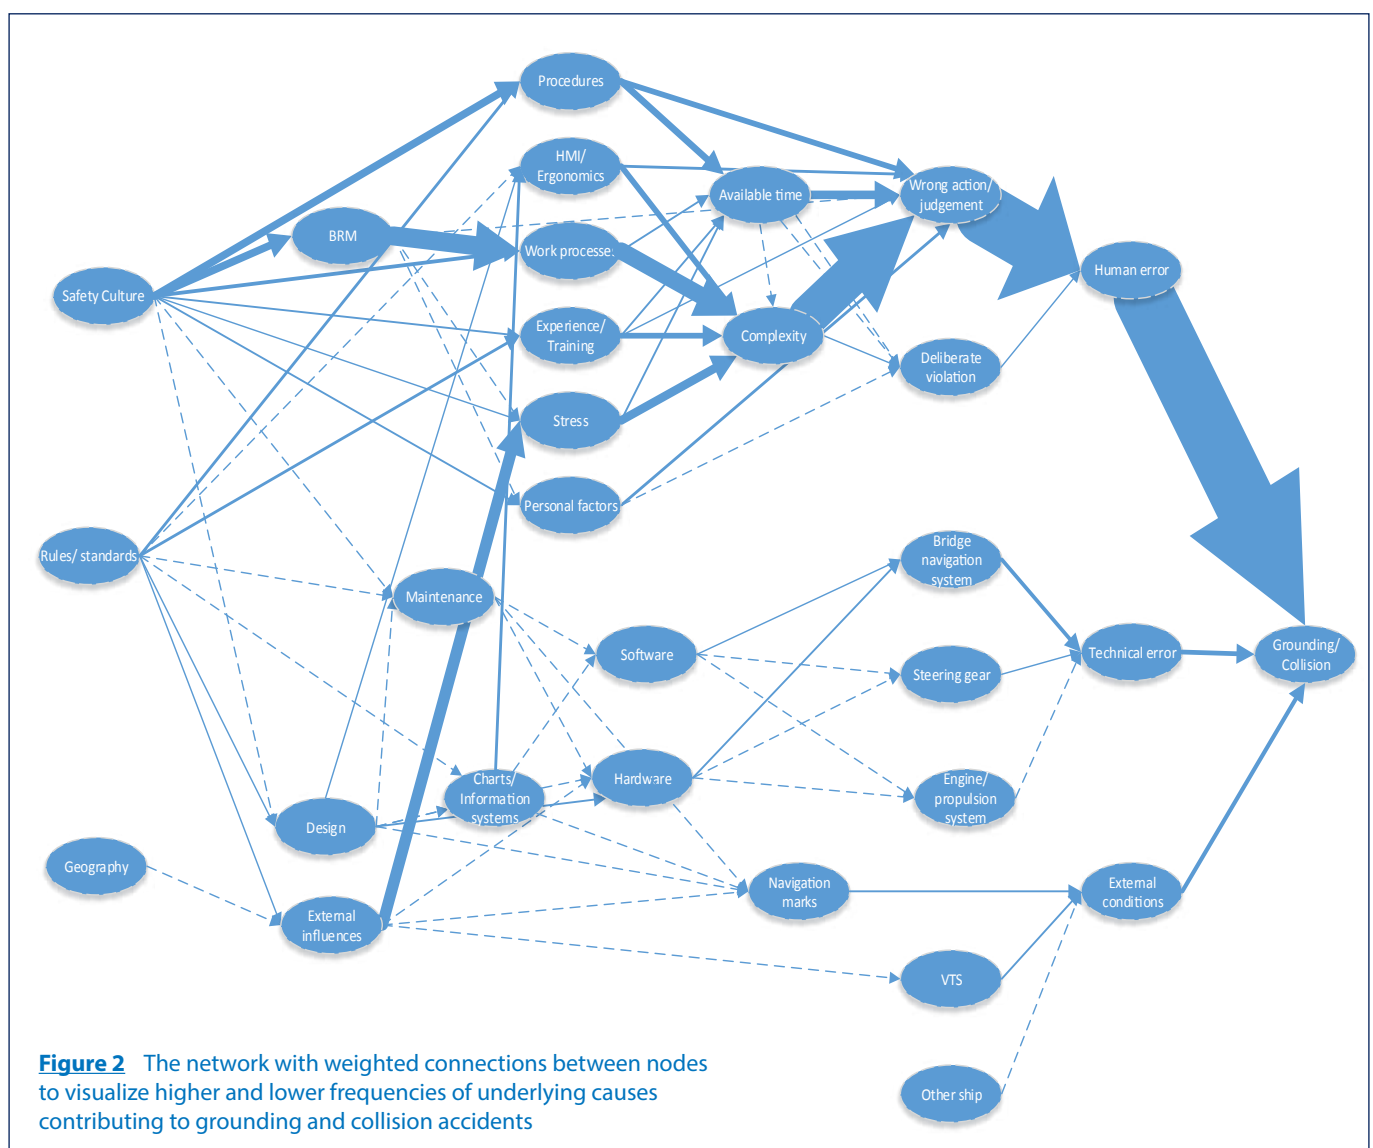 Procedures
HMI/
Ergonomics
Available time
Wrong action/
judgement
BRM
Work processes
Human error
Safety Culture
Experience/
Training
Complexity
Deliberate
violation
Stress
Personal factors
Rules/ standards
Bridge
navigation
system
Maintenance
Software
Technical error
Grounding/
Collision
Steering gear
Charts/
Information
systems
Hardware
Engine/
propulsion
system
Design
Geography
Navigation
marks
External
conditions
External
influences
VTS
Other ship
Figure 2 The network with weighted connections between nodes
to visualize higher and lower frequencies of underlying causes
contributing to grounding and collision accidents